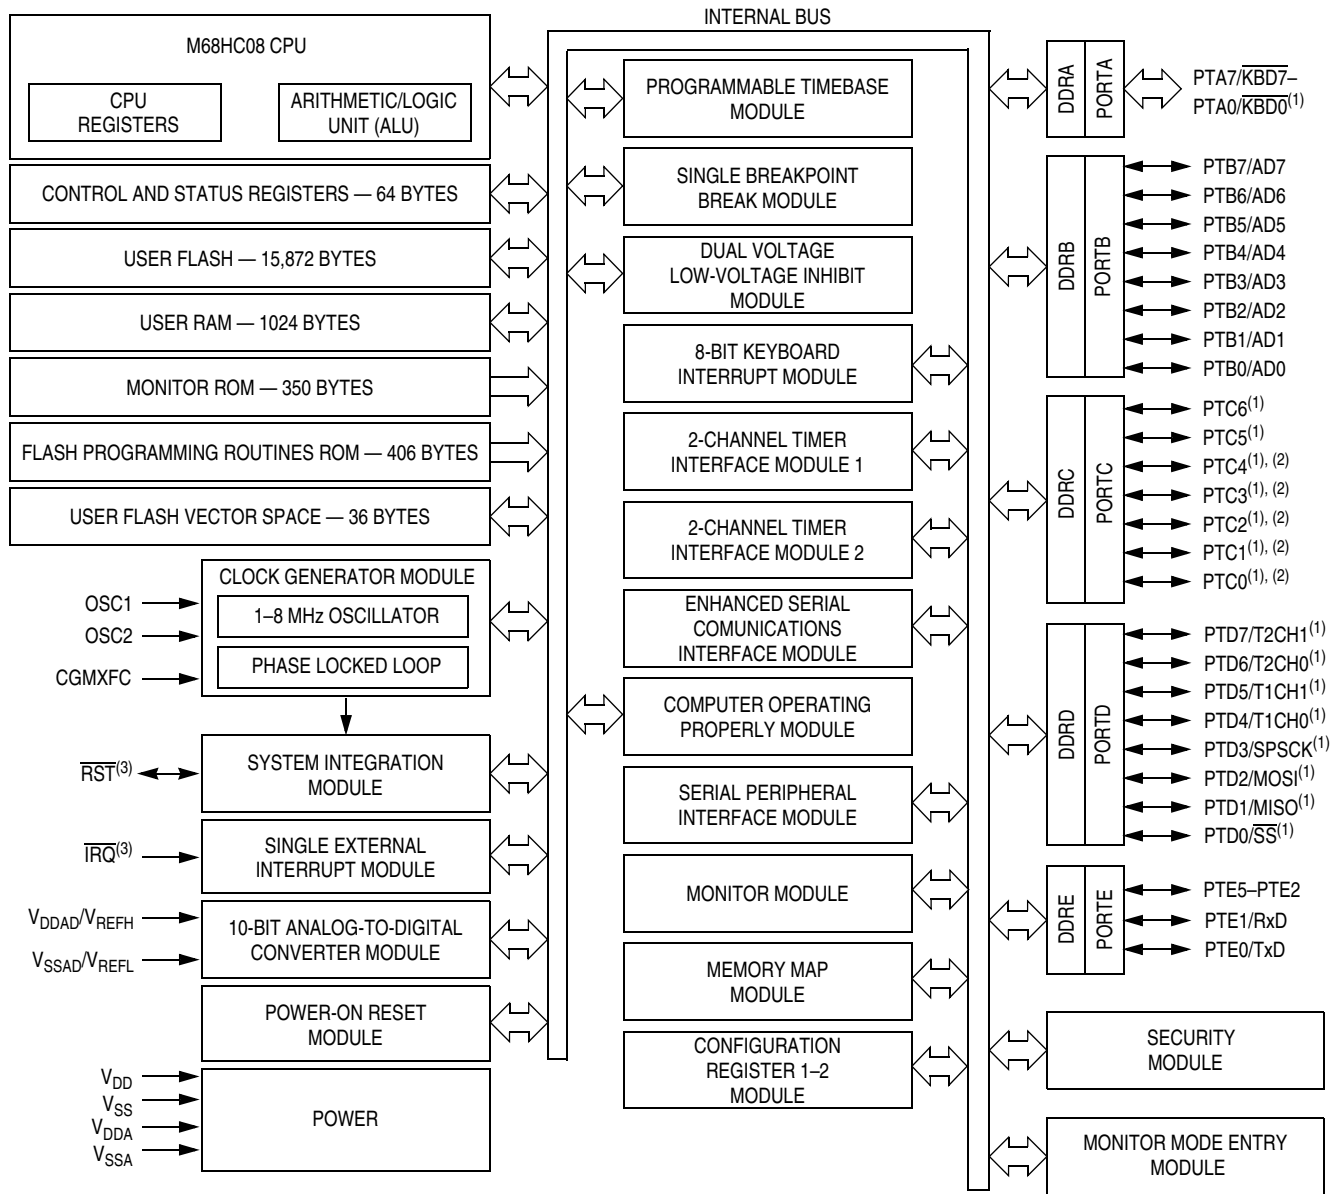 INTERNAL BUS
M68HC08 CPU
CPU
REGISTERS
ARITHMETIC/LOGIC
UNIT (ALU)
CONTROL AND STATUS REGISTERS — 64 BYTES
USER FLASH — 15,872 BYTES
USER RAM — 1024 BYTES
MONITOR ROM — 350 BYTES
FLASH PROGRAMMING ROUTINES ROM — 406 BYTES
USER FLASH VECTOR SPACE — 36 BYTES
CLOCK GENERATOR MODULE
1–8 MHz OSCILLATOR
PHASE LOCKED LOOP
OSC1
OSC2
CGMXFC
SYSTEM INTEGRATION
MODULE
RST(3)
SINGLE EXTERNAL
INTERRUPT MODULE
IRQ(3)
10-BIT ANALOG-TO-DIGITAL
CONVERTER MODULE
VDDAD/VREFH
VSSAD/VREFL
POWER-ON RESET
MODULE
POWER
VDD
VSS
VDDA
VSSA
PROGRAMMABLE TIMEBASE
MODULE
SINGLE BREAKPOINT
BREAK MODULE
DUAL VOLTAGE
LOW-VOLTAGE INHIBIT
MODULE
8-BIT KEYBOARD
INTERRUPT MODULE
2-CHANNEL TIMER
INTERFACE MODULE 1
2-CHANNEL TIMER
INTERFACE MODULE 2
ENHANCED SERIAL
COMUNICATIONS
INTERFACE MODULE
COMPUTER OPERATING
PROPERLY MODULE
SERIAL PERIPHERAL
INTERFACE MODULE
MONITOR MODULE
MEMORY MAP
MODULE
CONFIGURATION
REGISTER 1–2
MODULE
DDRA
PORTA
PTA7/KBD7–
PTA0/KBD0(1)
DDRB
PORTB
PTB7/AD7
PTB6/AD6
PTB5/AD5
PTB4/AD4
PTB3/AD3
PTB2/AD2
PTB1/AD1
PTB0/AD0
DDRC
PORTC
PTC6(1)
PTC5(1)
PTC4(1), (2)
PTC3(1), (2)
PTC2(1), (2)
PTC1(1), (2)
PTC0(1), (2)
DDRD
PORTD
PTD7/T2CH1(1)
PTD6/T2CH0(1)
PTD5/T1CH1(1)
PTD4/T1CH0(1)
PTD3/SPSCK(1)
PTD2/MOSI(1)
PTD1/MISO(1)
PTD0/SS(1)
DDRE
PORTE
PTE5–PTE2
PTE1/RxD
PTE0/TxD
SECURITY
MODULE
MONITOR MODE ENTRY
MODULE